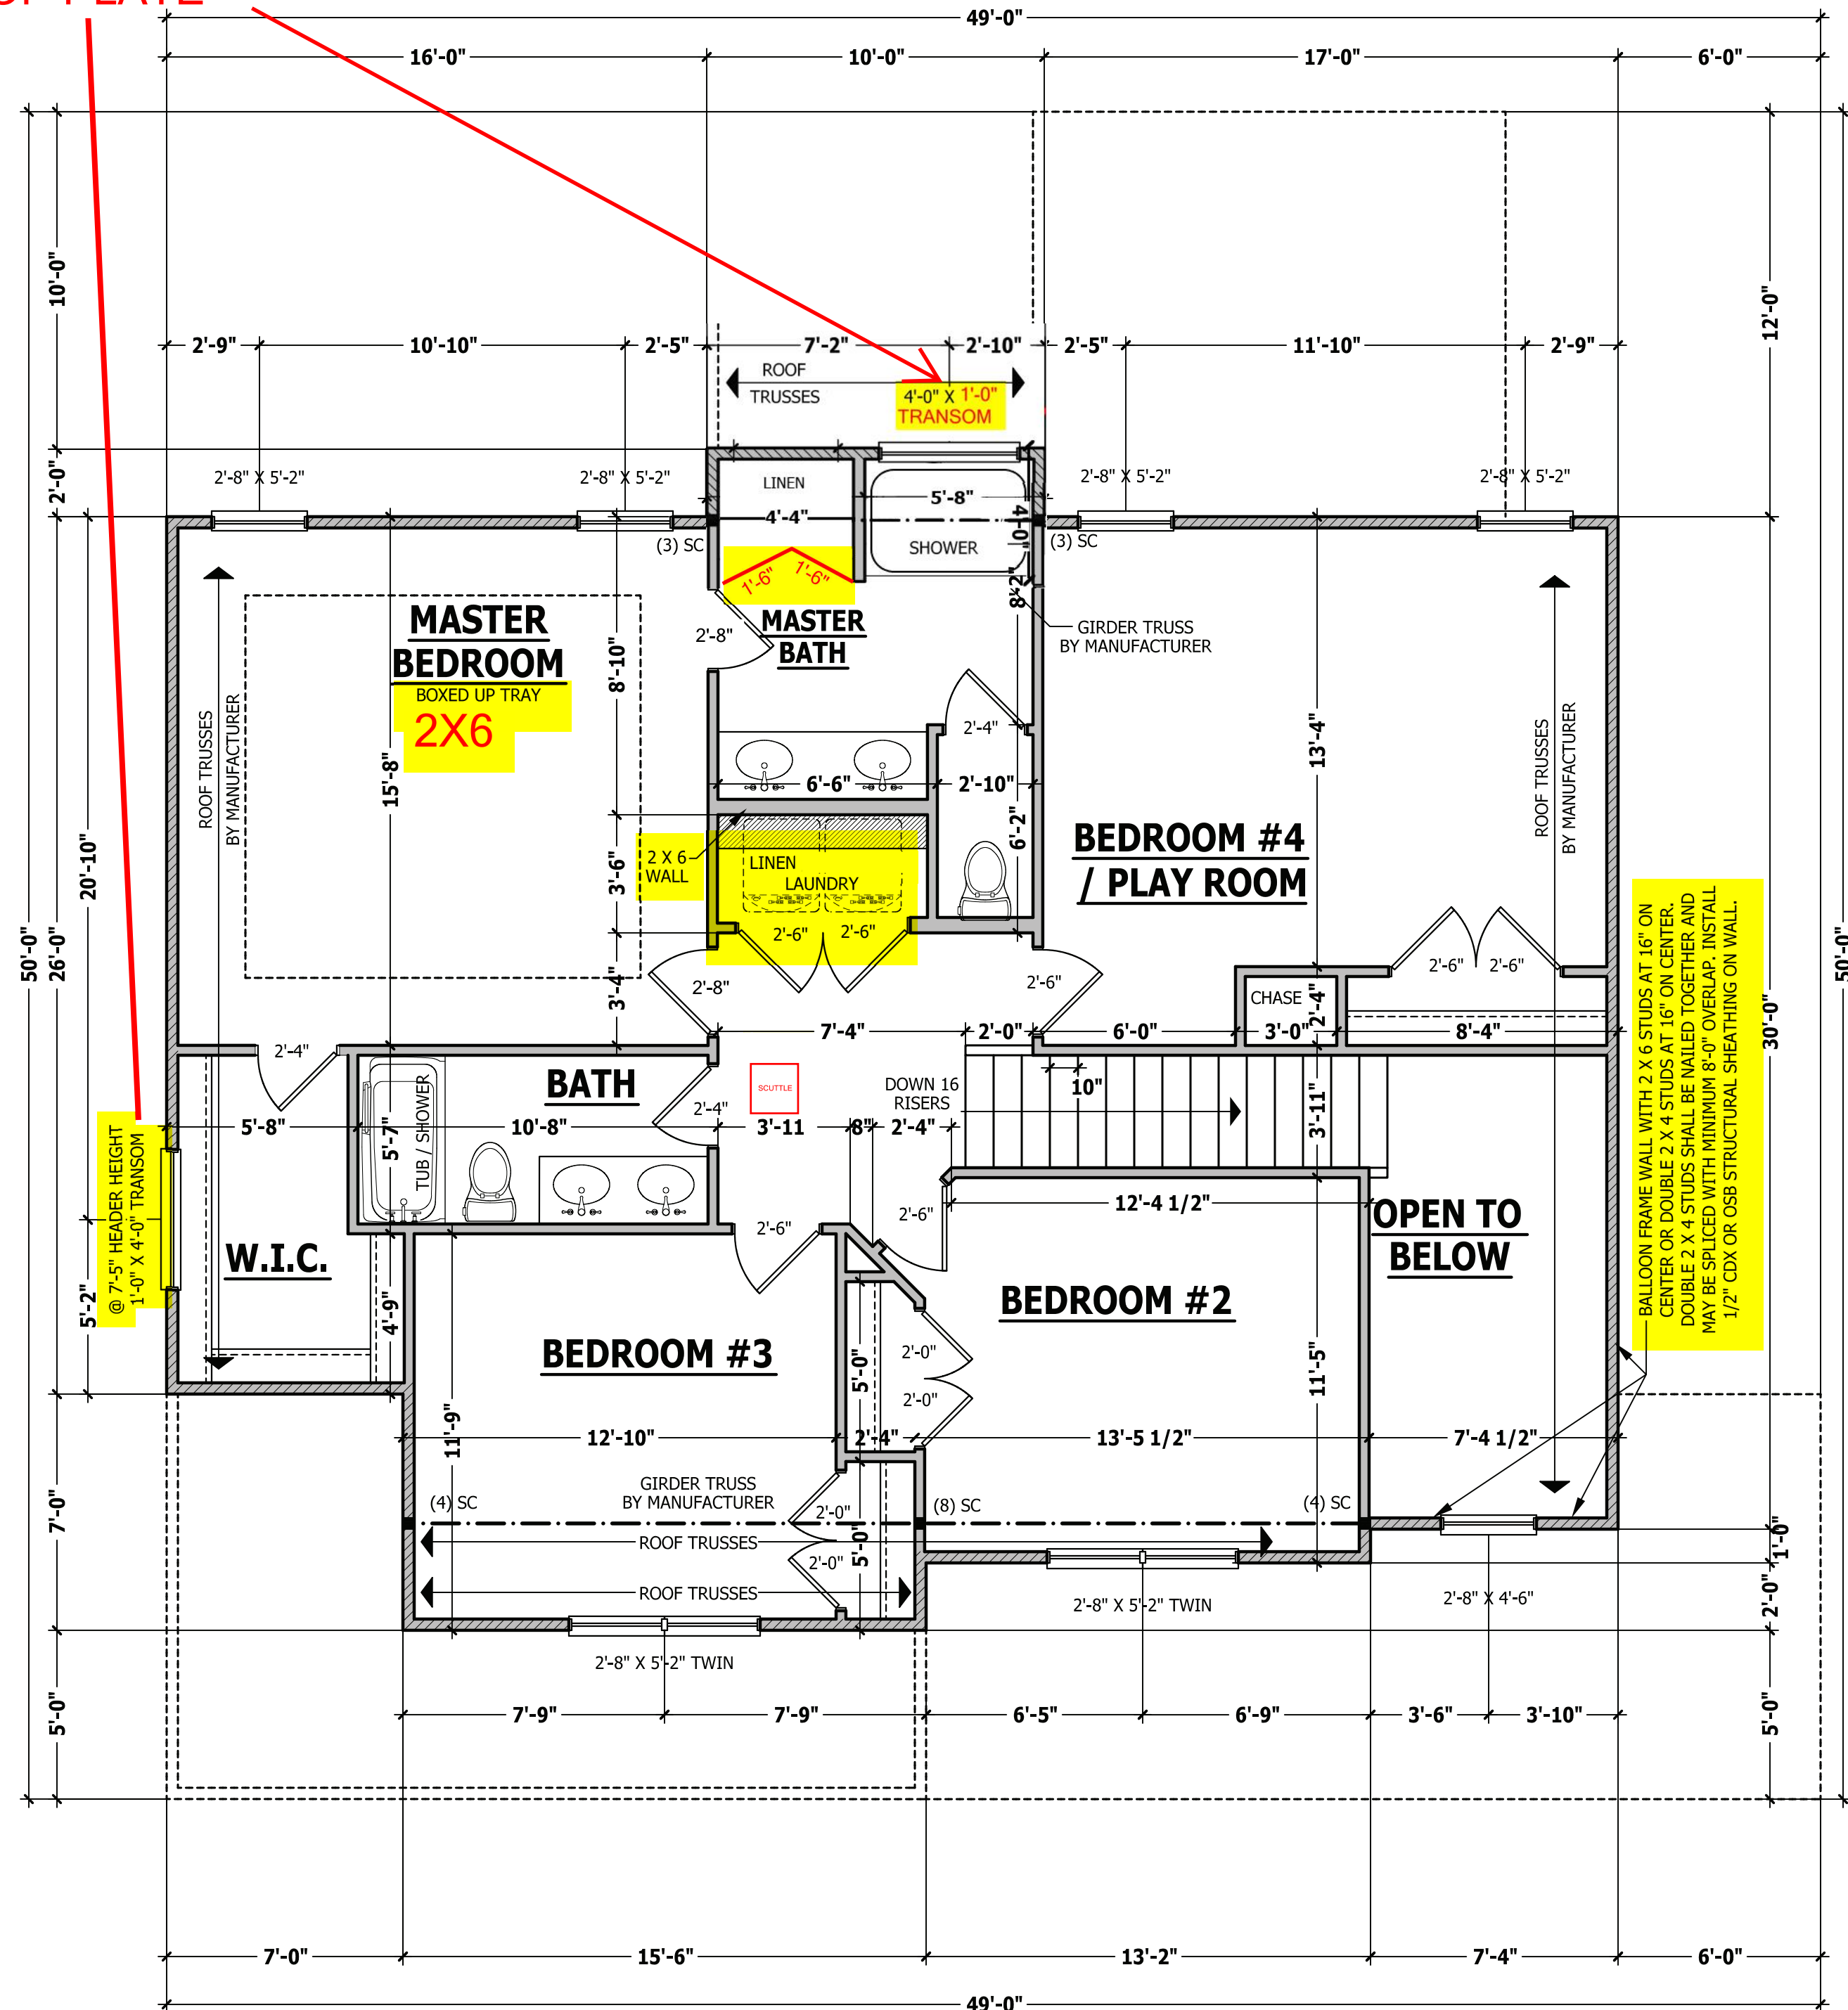 OF PLATE
49'-0"
16'-0"
10'-0"
17'-0"
6'-0"
10'-0"
12'-0"
2'-9"
10'-10"
2'-5"
7'-2"
2'-10"
2'-5"
11'-10"
2'-9"
ROOF
TRUSSES
4'-0" X 1'-0"
TRANSOM
2'-0"
2'-8" X 5'-2"
2'-8" X 5'-2"
LINEN
5'-8"
4'-4"
4'-0"
2'-8" X 5'-2"
2'-8" X 5'-2"
(3) SC
SHOWER
(3) SC
1'-6"
1'-6"
8'-2"
MASTER
BEDROOM
BOXED UP TRAY
2X6
2'-8"
MASTER
BATH
GIRDER TRUSS
BY MANUFACTURER
8'-10"
2'-4"
ROOF TRUSSES
BY MANUFACTURER
15'-8"
6'-6"
2'-10"
13'-4"
ROOF TRUSSES
BY MANUFACTURER
6'-2"
BEDROOM #4
/ PLAY ROOM
20'-10"
2 X 6
WALL
3'-6"
LINEN
LAUNDRY
2'-6"
2'-6"
50'-0"
26'-0"
3'-4"
2'-8"
2'-6"
2'-6"
2'-6"
CHASE
2'-4"
7'-4"
2'-0"
6'-0"
3'-0"
8'-4"
30'-0"
50'-0"
BALLOON FRAME WALL WITH 2 X 6 STUDS AT 16" ON
CENTER OR DOUBLE 2 X 4 STUDS AT 16" ON CENTER.
DOUBLE 2 X 4 STUDS SHALL BE NAILED TOGETHER AND
MAY BE SPLICED WITH MINIMUM 8'-0" OVERLAP. INSTALL
1/2" CDX OR OSB STRUCTURAL SHEATHING ON WALL.
2'-4"
BATH
TUB / SHOWER
2'-4"
SCUTTLE
DOWN 16
RISERS
10"
5'-8"
10'-8"
5'-7"
3'-11
8"
2'-4"
3'-11"
@ 7'-5" HEADER HEIGHT
1'-0" X 4'-0" TRANSOM
12'-4 1/2"
2'-6"
2'-6"
OPEN TO
BELOW
W.I.C.
5'-2"
4'-9"
BEDROOM #3
BEDROOM #2
2'-0"
2'-0"
5'-0"
11'-5"
11'-9"
12'-10"
2'-4"
13'-5 1/2"
7'-4 1/2"
GIRDER TRUSS
BY MANUFACTURER
(4) SC
2'-0"
(8) SC
(4) SC
7'-0"
ROOF TRUSSES
5'-0"
2'-0"
1'-0"
ROOF TRUSSES
2'-0"
2'-8" X 5'-2" TWIN
2'-8" X 4'-6"
2'-8" X 5'-2" TWIN
5'-0"
7'-9"
7'-9"
6'-5"
6'-9"
3'-6"
3'-10"
5'-0"
7'-0"
15'-6"
13'-2"
7'-4"
6'-0"
49'-0"